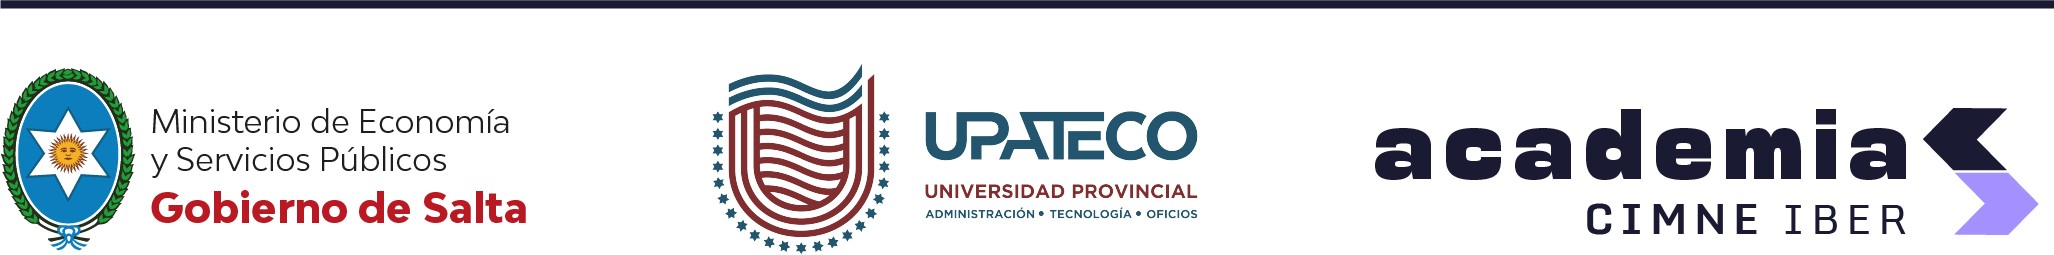 Ministerio de Economía
y Servicios Públicos
Gobierno de Salta
UPATECO
UNIVERSIDAD PROVINCIAL
ADMINISTRACIÓN • TECNOLOGÍA • OFICIOS
academia
CIMNE IBER